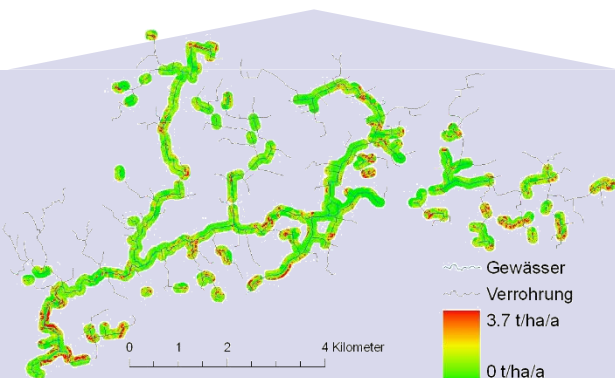 Gewässer
Verrohrung
3.7 t/ha/a
0 t/ha/a
0 1 2 4 Kilometer